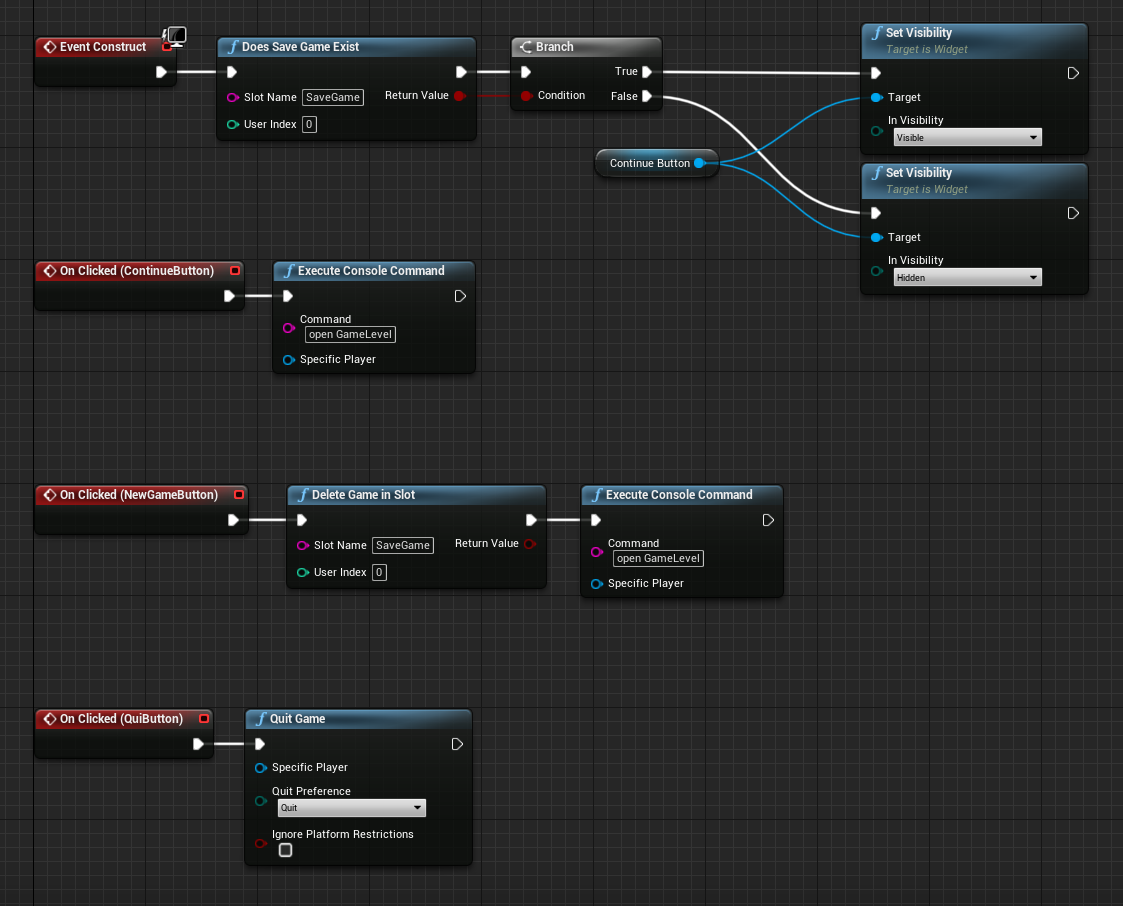 Event Construct
Does Save Game Exist
Slot Name SaveGame Return Value
User Index 0
Branch
True
Condition False
Continue Button
Set Visibility
Target is Widget
Target
In Visibility
Visible
Set Visibility
Target is Widget
Target
In Visibility
Hidden
On Clicked (ContinueButton)
Execute Console Command
Command
open GameLevel
Specific Player
On Clicked (NewGameButton)
Delete Game in Slot
Slot Name SaveGame Return Value
User Index 0
Execute Console Command
Command
open GameLevel
Specific Player
On Clicked (QuiButton)
Quit Game
Specific Player
Quit Preference
Quit
Ignore Platform Restrictions